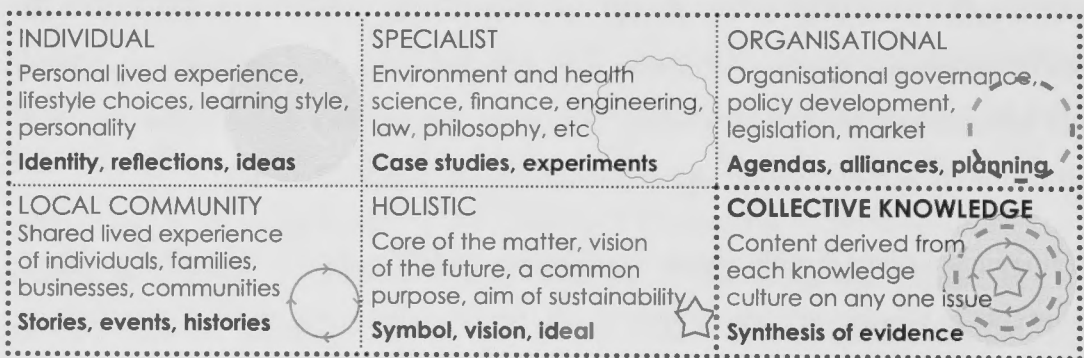 INDIVIDUAL
Personal lived experience,
lifestyle choices, learning style,
personality
Identity, reflections, ideas
SPECIALIST
Environment and health
science, finance, engineering,
law, philosophy, etc
Case studies, experiments
ORGANISATIONAL
Organisational governance,
policy development,
legislation, market
Agendas, alliances, planning
LOCAL COMMUNITY
Shared lived experience
of individuals, families,
businesses, communities
Stories, events, histories
HOLISTIC
Core of the matter, vision
of the future, a common
purpose, aim of sustainability
Symbol, vision, ideal
COLLECTIVE KNOWLEDGE
Content derived from
each knowledge
culture on any one issue
Synthesis of evidence